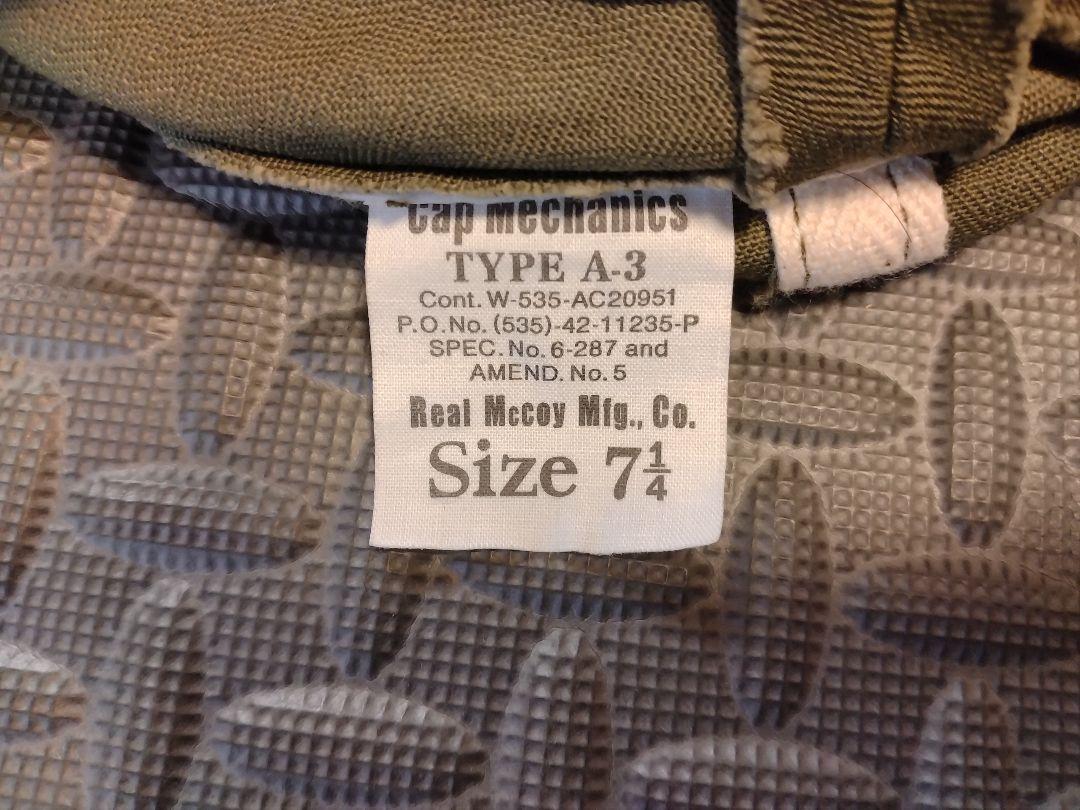 Cap Mechanics
TYPE A-3
Cont. W-535-AC20951
P.O.No. (535)-42-11235-P
SPEC. No. 6-287 and
AMEND. No. 5
Real McCoy Mfg., Co.
Size 7¼